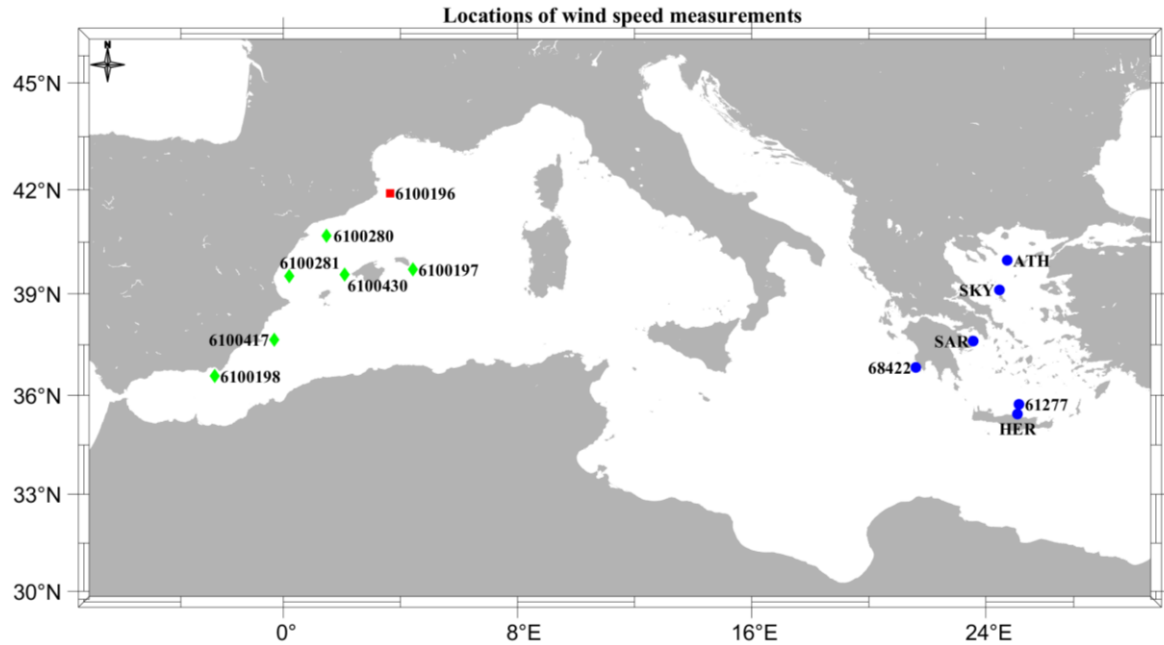 Locations of wind speed measurements
N
45°N
42°N
39°N
36°N
33°N
30°N
6100196
6100280
6100281
6100197
6100430
6100417
6100198
ATH
SKY
SAR
68422
61277
HER
0°
8°E
16°E
24°E